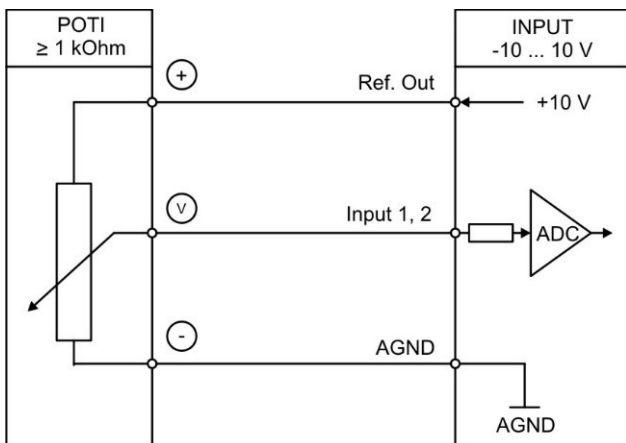 POTI
≥ 1 kOhm
INPUT
-10 ... 10 V
+
Ref. Out
+10 V
V
Input 1, 2
ADC
-
AGND
AGND